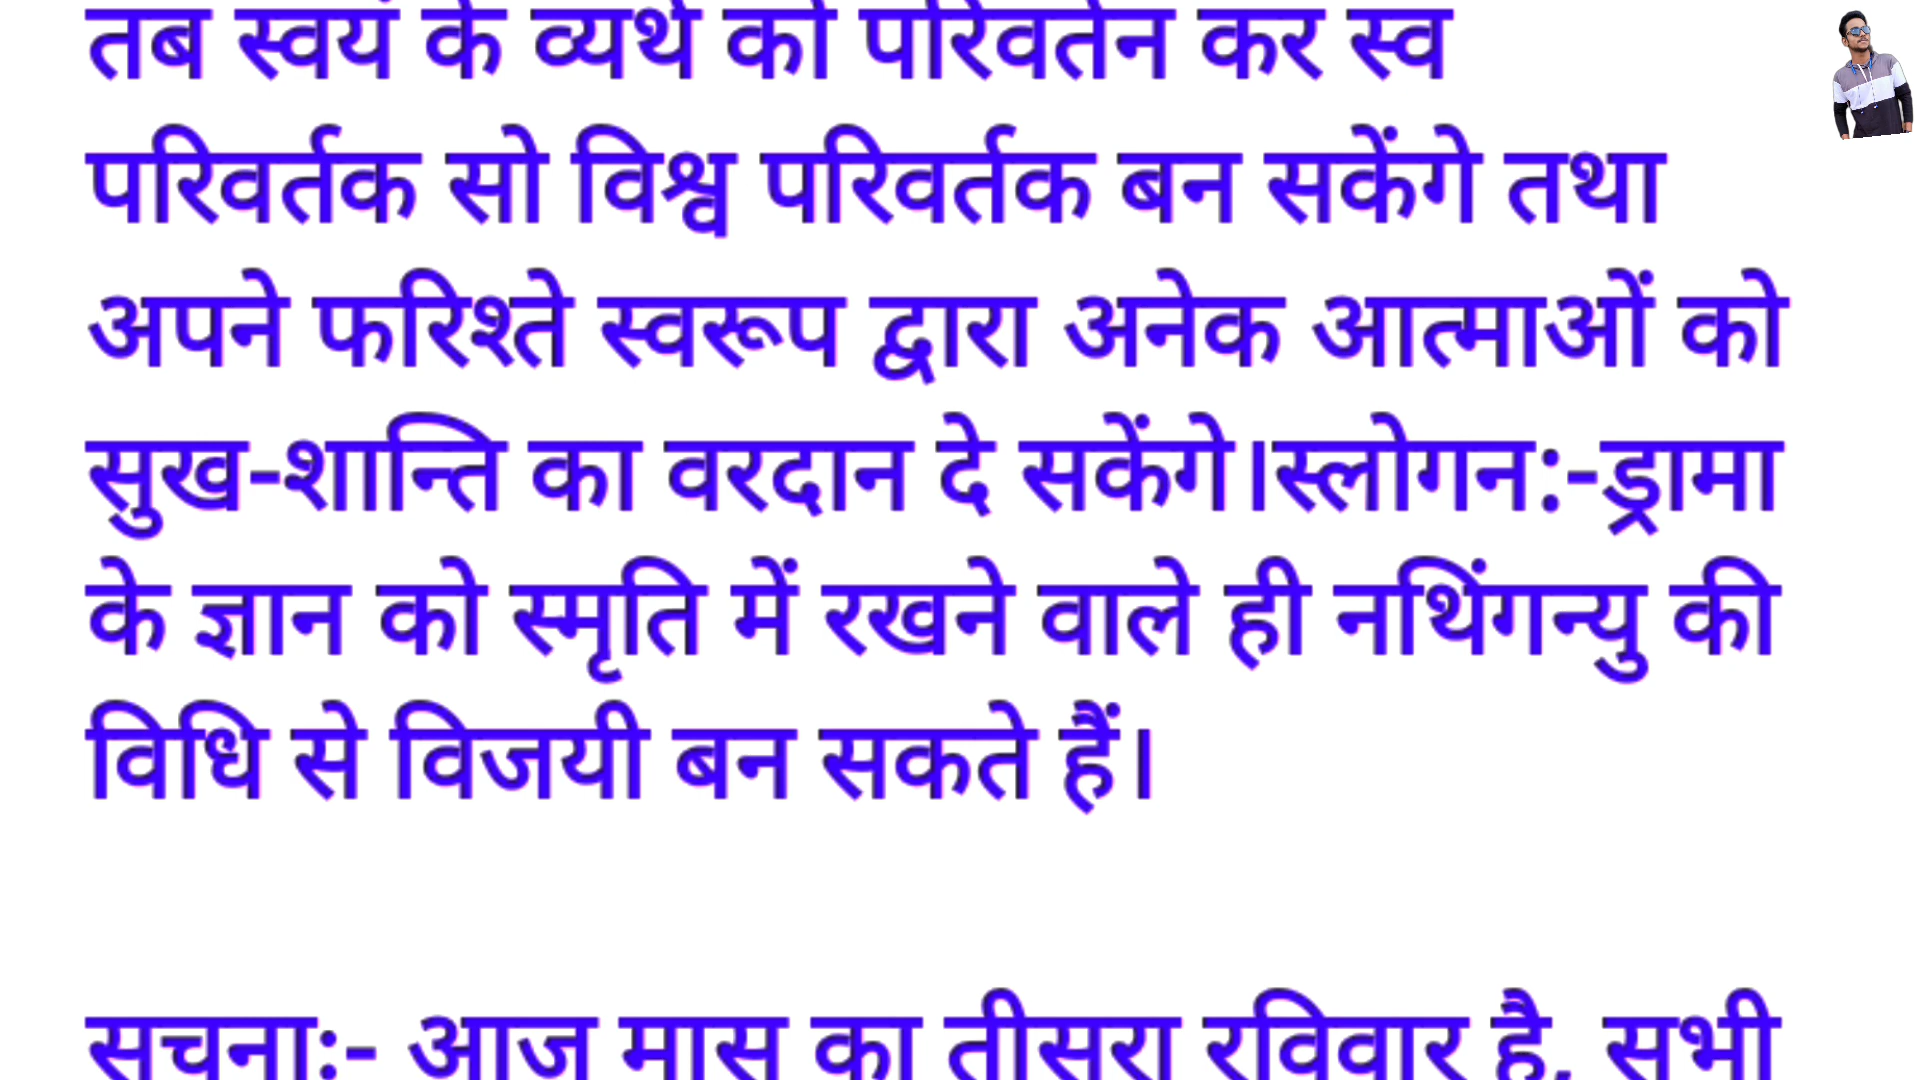 तब स्वयं के व्यर्थ को परिवर्तन कर स्व
परिवर्तक सो विश्व परिवर्तक बन सकेंगे तथा
अपने फरिश्ते स्वरूप द्वारा अनेक आत्माओं को
सुख-शान्ति का वरदान दे सकेंगे।स्लोगन:-ड्रामा
के ज्ञान को स्मृति में रखने वाले ही नथिंगन्यु की
विधि से विजयी बन सकते हैं।
सूचना:- आज मास का तीसरा रविवार है, सभी